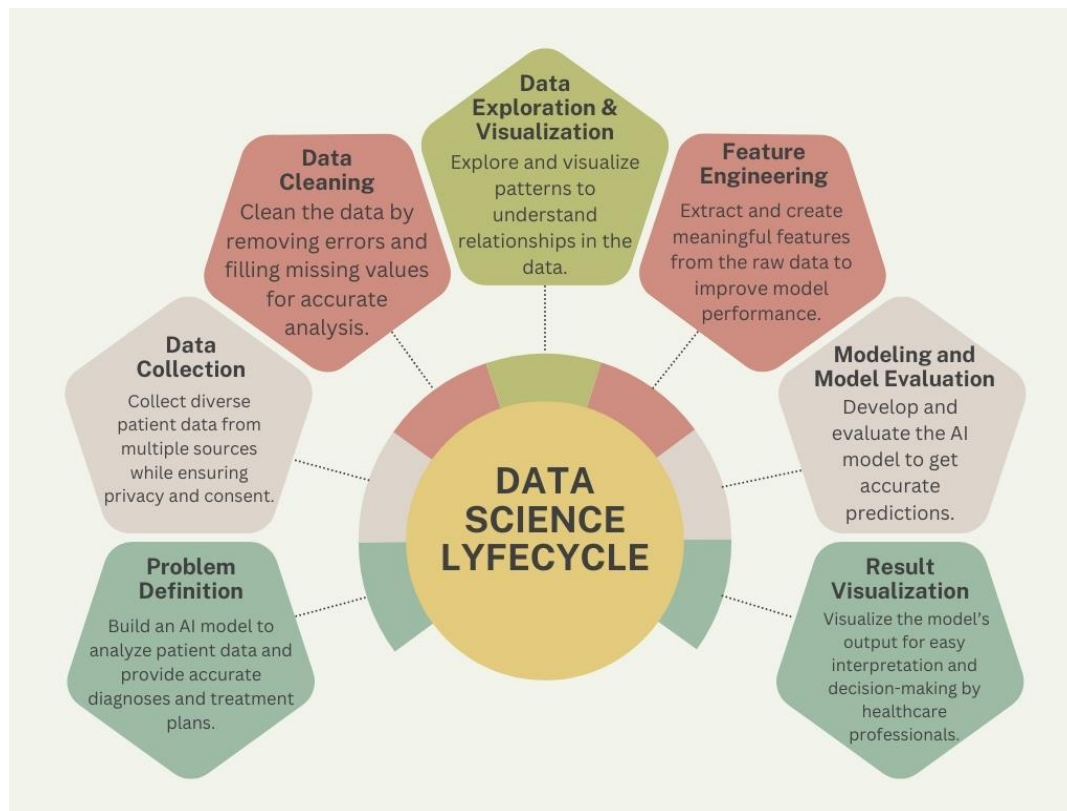 Data
Exploration &
Visualization
Explore and visualize
patterns to
understand
relationships in the
data.
Data
Cleaning
Clean the data by
removing errors and
filling missing values
for accurate
analysis.
Feature
Engineering
Extract and create
meaningful features
from the raw data to
improve model
performance.
Data
Collection
Collect diverse
patient data from
multiple sources
while ensuring
privacy and consent.
Modeling and
Model Evaluation
Develop and
evaluate the AI
model to get
accurate
predictions.
DATA
SCIENCE
LYFECYCLE
Problem
Definition
Build an AI model to
analyze patient data and
provide accurate
diagnoses and treatment
plans.
Result
Visualization
Visualize the model's
output for easy
interpretation and
decision-making by
healthcare
professionals.